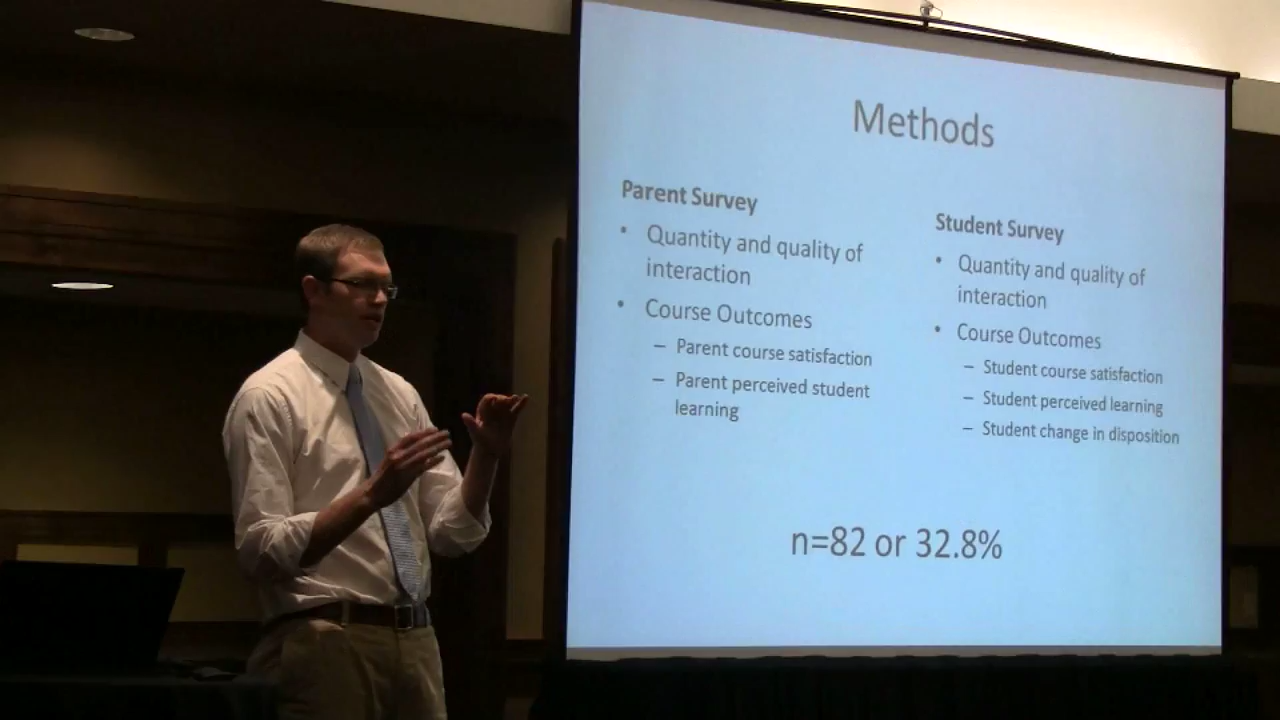 Methods
Parent Survey
• Quantity and quality of
interaction
• Course Outcomes
– Parent course satisfaction
– Parent perceived student
learning
Student Survey
• Quantity and quality of
interaction
• Course Outcomes
– Student course satisfaction
– Student perceived learning
– Student change in disposition
n=82 or 32.8%